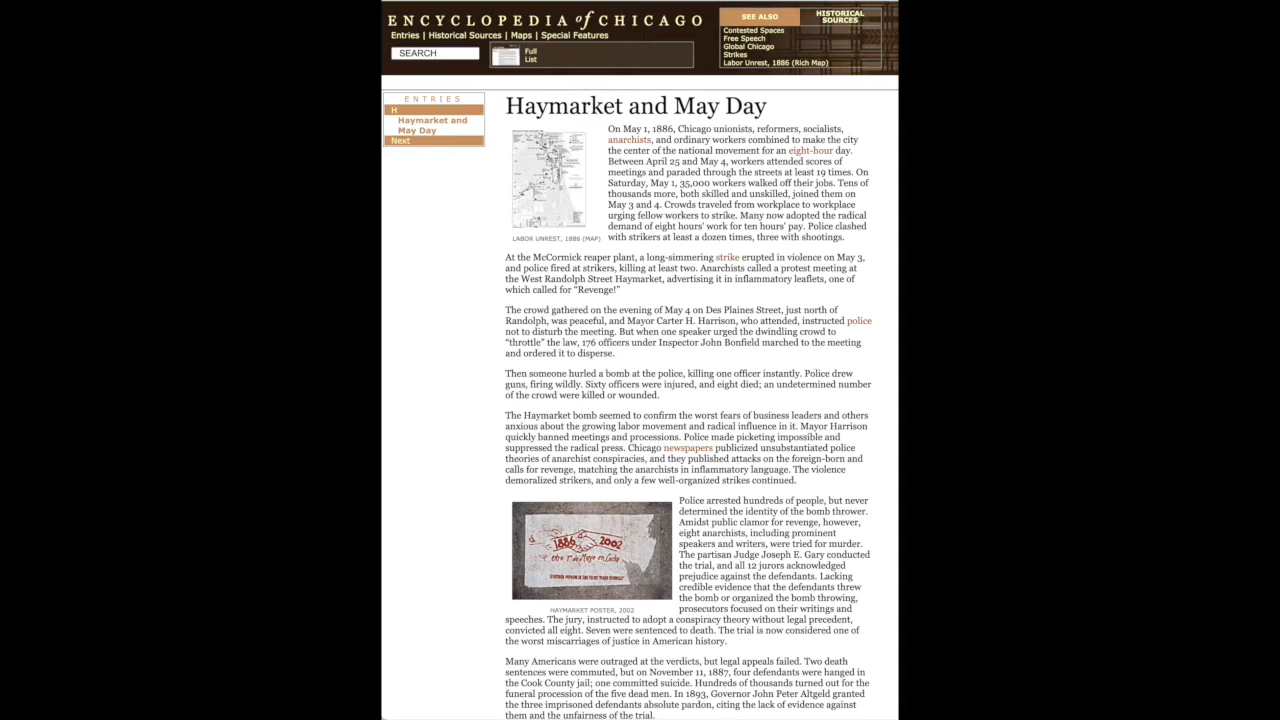 ENCYCLOPEDIA of CHICAGO
Entries | Historical Sources | Maps | Special Features
SEARCH
Full
List
SEE ALSO
HISTORICAL
SOURCES
Contested Spaces
Free Speech
Global Chicago
Strikes
Labor Unrest, 1886 (Rich Map)
ENTRIES
H
Haymarket and
May Day
Next
Haymarket and May Day
On May 1, 1886, Chicago unionists, reformers, socialists,
anarchists, and ordinary workers combined to make the city
the center of the national movement for an eight-hour day.
Between April 25 and May 4, workers attended scores of
meetings and paraded through the streets at least 19 times. On
Saturday, May 1, 35,000 workers walked off their jobs. Tens of
thousands more, both skilled and unskilled, joined them on
May 3 and 4. Crowds traveled from workplace to workplace
urging fellow workers to strike. Many now adopted the radical
demand of eight hours' work for ten hours' pay. Police clashed
with strikers at least a dozen times, three with shootings.
LABOR UNREST, 1886 (MAP)
At the McCormick reaper plant, a long-simmering strike erupted in violence on May 3,
and police fired at strikers, killing at least two. Anarchists called a protest meeting at
the West Randolph Street Haymarket, advertising it in inflammatory leaflets, one of
which called for “Revenge!”
The crowd gathered on the evening of May 4 on Des Plaines Street, just north of
Randolph, was peaceful, and Mayor Carter H. Harrison, who attended, instructed police
not to disturb the meeting. But when one speaker urged the dwindling crowd to
“throttle” the law, 176 officers under Inspector John Bonfield marched to the meeting
and ordered it to disperse.
Then someone hurled a bomb at the police, killing one officer instantly. Police drew
guns, firing wildly. Sixty officers were injured, and eight died; an undetermined number
of the crowd were killed or wounded.
The Haymarket bomb seemed to confirm the worst fears of business leaders and others
anxious about the growing labor movement and radical influence in it. Mayor Harrison
quickly banned meetings and processions. Police made picketing impossible and
suppressed the radical press. Chicago newspapers publicized unsubstantiated police
theories of anarchist conspiracies, and they published attacks on the foreign-born and
calls for revenge, matching the anarchists in inflammatory language. The violence
demoralized strikers, and only a few well-organized strikes continued.
1886 2002
HAYMARKET POSTER, 2002
Police arrested hundreds of people, but never
determined the identity of the bomb thrower.
Amidst public clamor for revenge, however,
eight anarchists, including prominent
speakers and writers, were tried for murder.
The partisan Judge Joseph E. Gary conducted
the trial, and all 12 jurors acknowledged
prejudice against the defendants. Lacking
credible evidence that the defendants threw
the bomb or organized the bomb throwing,
prosecutors focused on their writings and
speeches. The jury, instructed to adopt a conspiracy theory without legal precedent,
convicted all eight. Seven were sentenced to death. The trial is now considered one of
the worst miscarriages of justice in American history.
Many Americans were outraged at the verdicts, but legal appeals failed. Two death
sentences were commuted, but on November 11, 1887, four defendants were hanged in
the Cook County jail; one committed suicide. Hundreds of thousands turned out for the
funeral procession of the five dead men. In 1893, Governor John Peter Altgeld granted
the three imprisoned defendants absolute pardon, citing the lack of evidence against
them and the unfairness of the trial.